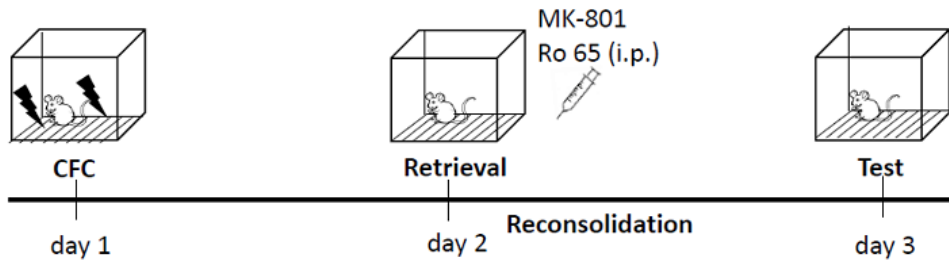 MK-801
Ro 65 (i.p.)
CFC
Retrieval
Test
Reconsolidation
day 1
day 2
day 3